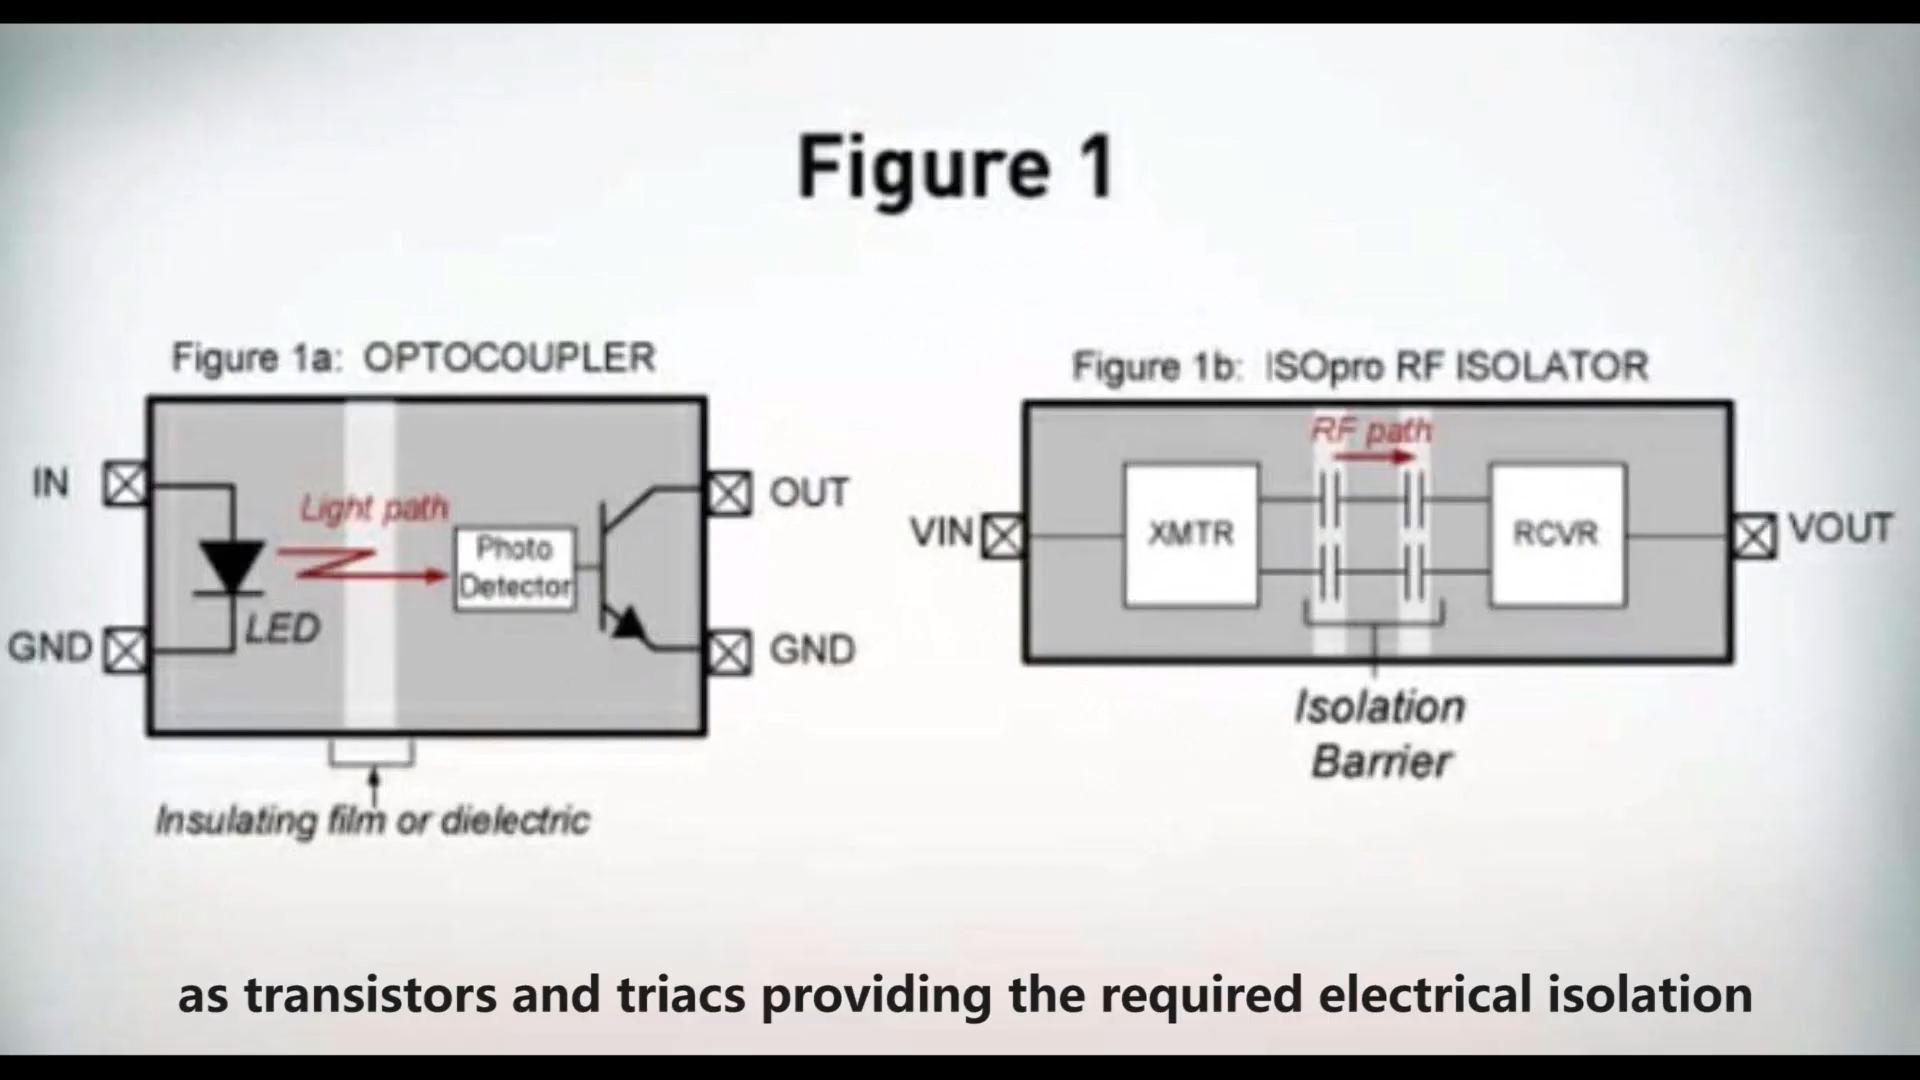 Figure 1
Figure 1a: OPTOCOUPLER
IN
Light path
Photo
Detector
OUT
LED
GND
GND
Insulating film or dielectric
Figure 1b: ISOpro RF ISOLATOR
RF path
VIN
XMTR
RCVR
VOUT
Isolation
Barrier
as transistors and triacs providing the required electrical isolation